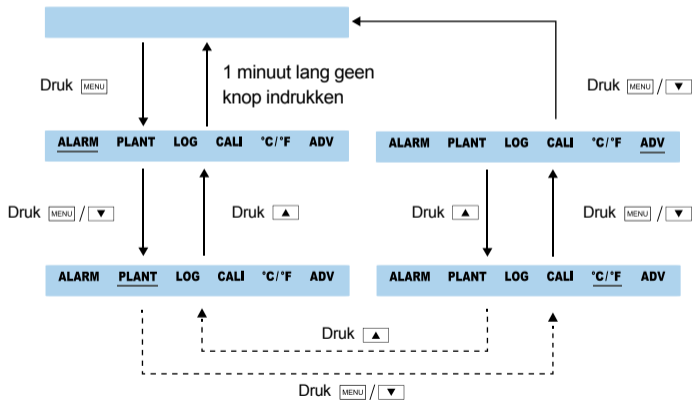 Druk MENU
1 minuut lang geen
knop indrukken
Druk MENU / ▼
ALARM PLANT LOG CALI °C/°F ADV
ALARM PLANT LOG CALI °C/°F ADV
Druk MENU / ▼
Druk ▲
Druk ▲
Druk MENU / ▼
ALARM PLANT LOG CALI °C/°F ADV
ALARM PLANT LOG CALI °C/°F ADV
Druk ▲
Druk MENU / ▼